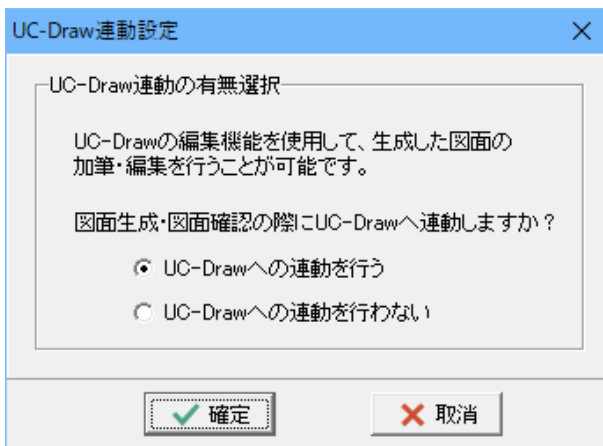 UC-Draw連動設定
UC-Draw連動の有無選択
UC-Drawの編集機能を使用して、生成した図面の
加筆・編集を行うことが可能です。
図面生成・図面確認の際にUC-Drawへ連動しますか？
UC-Drawへの連動を行う
UC-Drawへの連動を行わない
確定
取消